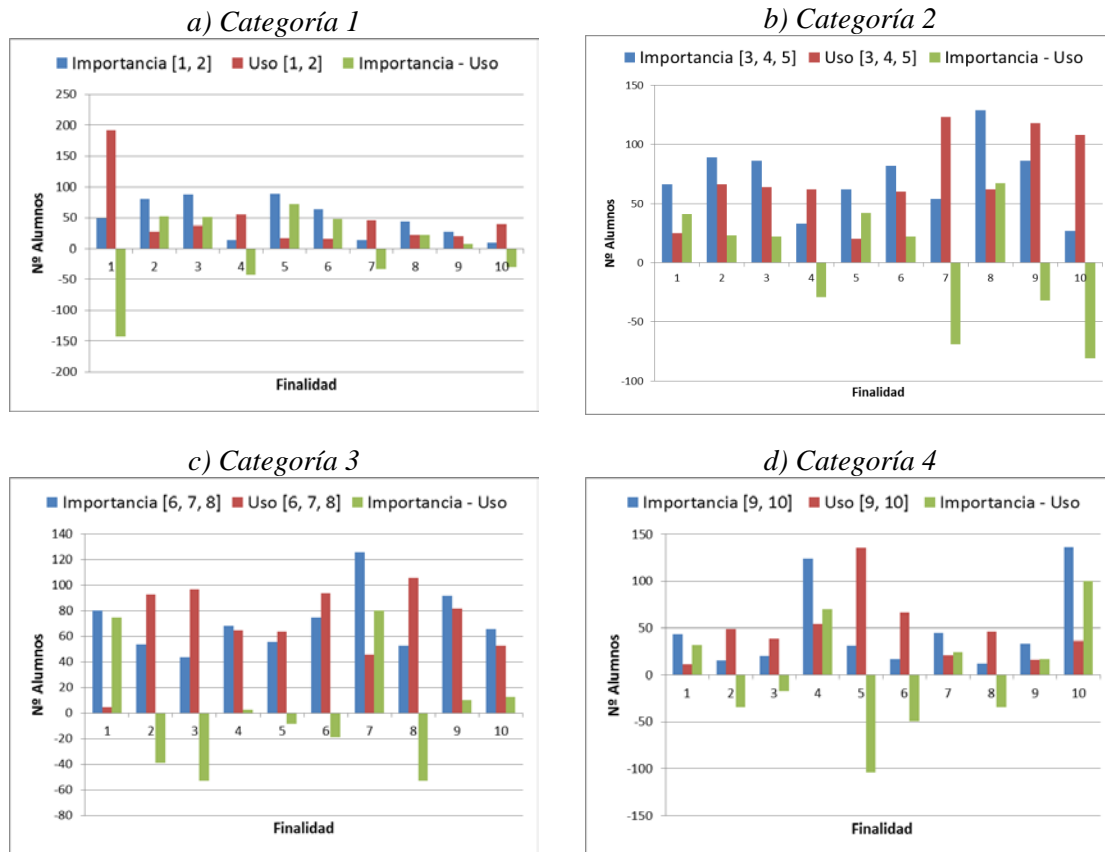 a) Categoría 1
Importancia [1, 2] Uso [1, 2] Importancia - Uso
250
200
150
100
50
0
-50
-100
-150
-200
1 2 3 4 5 6 7 8 9 10
Nº Alumnos
Finalidad
b) Categoría 2
Importancia [3, 4, 5] Uso [3, 4, 5] Importancia - Uso
150
100
50
0
-50
-100
1 2 3 4 5 6 7 8 9 10
Nº Alumnos
Finalidad
c) Categoría 3
Importancia [6, 7, 8] Uso [6, 7, 8] Importancia - Uso
140
120
100
80
60
40
20
0
-20
-40
-60
-80
1 2 3 4 5 6 7 8 9 10
Nº Alumnos
Finalidad
d) Categoría 4
Importancia [9, 10] Uso [9, 10] Importancia - Uso
150
100
50
0
-50
-100
-150
1 2 3 4 5 6 7 8 9 10
Nº Alumnos
Finalidad